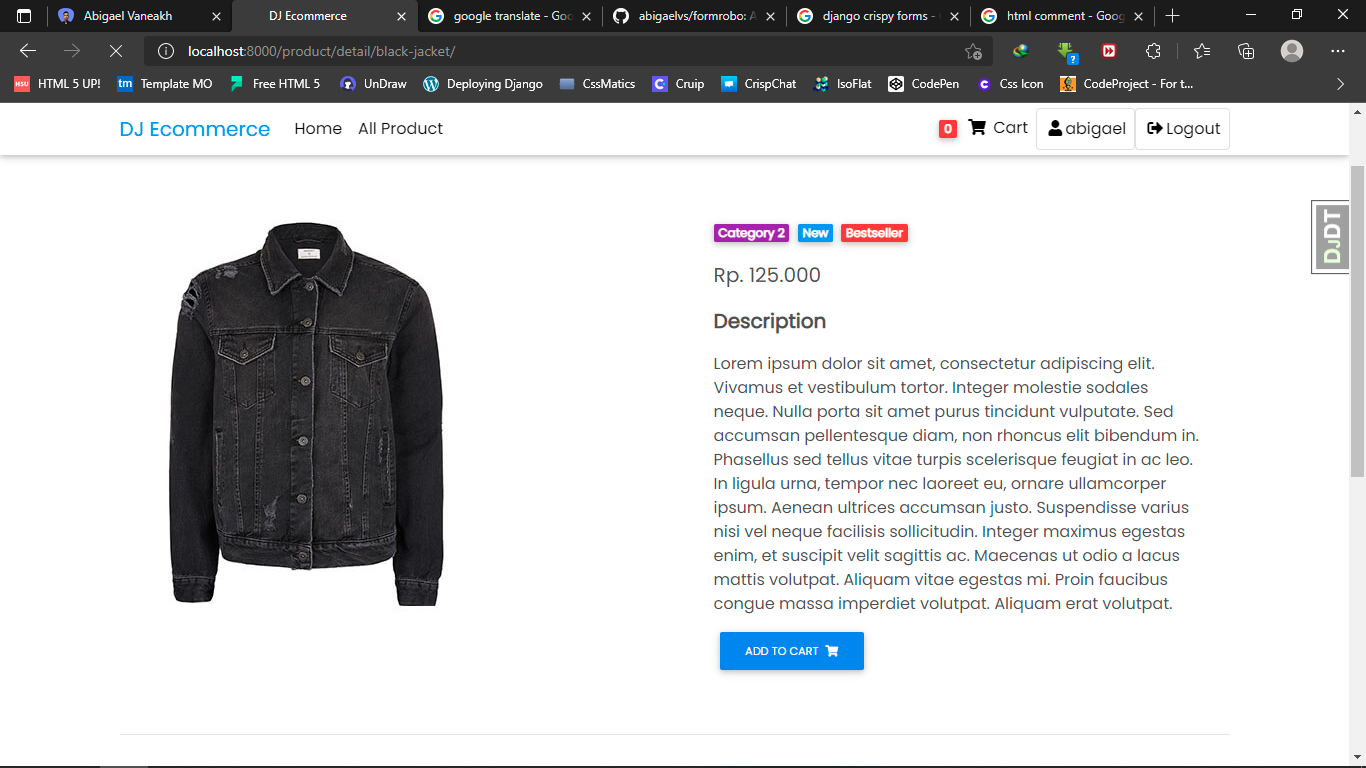 Abigael Vaneakh
DJ Ecommerce
google translate - Goo
abigaelvs/formrobo: A
django crispy forms -
html comment - Goog
localhost:8000/product/detail/black-jacket/
HSU HTML 5 UP!
tm Template MO
Free HTML 5
UnDraw
Deploying Django
CssMatics
Cruip
CrispChat
IsoFlat
CodePen
Css Icon
CodeProject - For t...
DJ Ecommerce
Home
All Product
0 Cart
abigael
Logout
DJDT
Category 2 New Bestseller
Rp. 125.000
Description
Lorem ipsum dolor sit amet, consectetur adipiscing elit.
Vivamus et vestibulum tortor. Integer molestie sodales
neque. Nulla porta sit amet purus tincidunt vulputate. Sed
accumsan pellentesque diam, non rhoncus elit bibendum in.
Phasellus sed tellus vitae turpis scelerisque feugiat in ac leo.
In ligula urna, tempor nec laoreet eu, ornare ullamcorper
ipsum. Aenean ultrices accumsan justo. Suspendisse varius
nisi vel neque facilisis sollicitudin. Integer maximus egestas
enim, et suscipit velit sagittis ac. Maecenas ut odio a lacus
mattis volutpat. Aliquam vitae egestas mi. Proin faucibus
congue massa imperdiet volutpat. Aliquam erat volutpat.
ADD TO CART